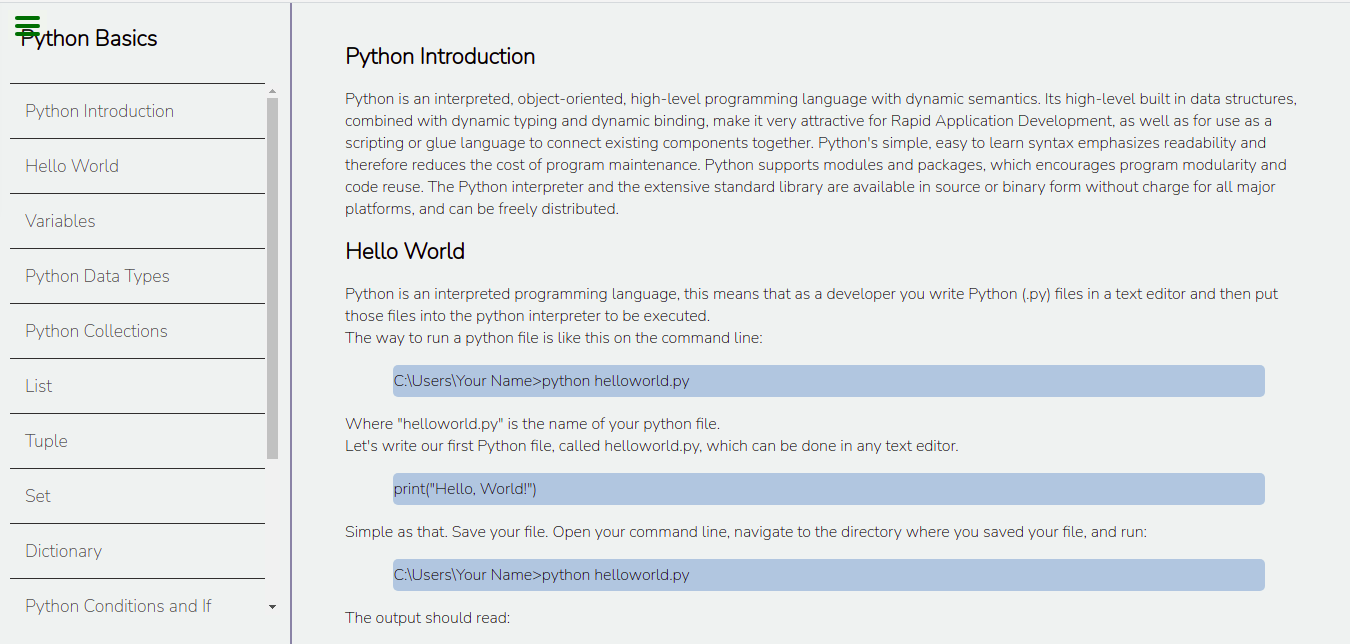 Python Basics
Python Introduction
Hello World
Variables
Python Data Types
Python Collections
List
Tuple
Set
Dictionary
Python Conditions and If
Python Introduction
Python is an interpreted, object-oriented, high-level programming language with dynamic semantics. Its high-level built in data structures,
combined with dynamic typing and dynamic binding, make it very attractive for Rapid Application Development, as well as for use as a
scripting or glue language to connect existing components together. Python's simple, easy to learn syntax emphasizes readability and
therefore reduces the cost of program maintenance. Python supports modules and packages, which encourages program modularity and
code reuse. The Python interpreter and the extensive standard library are available in source or binary form without charge for all major
platforms, and can be freely distributed.
Hello World
Python is an interpreted programming language, this means that as a developer you write Python (.py) files in a text editor and then put
those files into the python interpreter to be executed.
The way to run a python file is like this on the command line:
C:\Users\Your Name>python helloworld.py
Where "helloworld.py" is the name of your python file.
Let's write our first Python file, called helloworld.py, which can be done in any text editor.
print("Hello, World!")
Simple as that. Save your file. Open your command line, navigate to the directory where you saved your file, and run:
C:\Users\Your Name>python helloworld.py
The output should read: